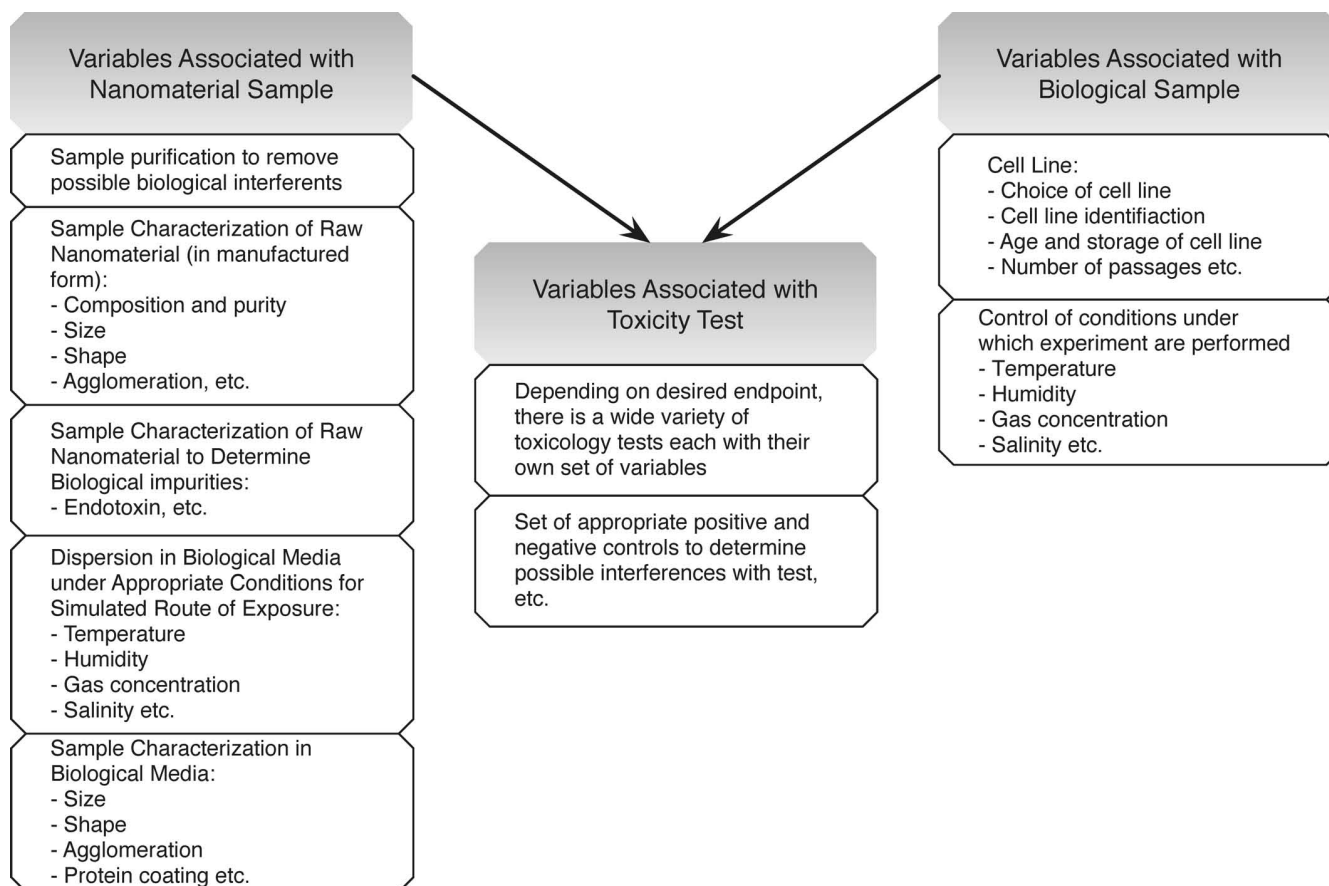 Variables Associated with
Nanomaterial Sample
Sample purification to remove
possible biological interferents
Sample Characterization of Raw
Nanomaterial (in manufactured
form):
- Composition and purity
- Size
- Shape
- Agglomeration, etc.
Sample Characterization of Raw
Nanomaterial to Determine
Biological impurities:
- Endotoxin, etc.
Dispersion in Biological Media
under Appropriate Conditions for
Simulated Route of Exposure:
- Temperature
- Humidity
- Gas concentration
- Salinity etc.
Sample Characterization in
Biological Media:
- Size
- Shape
- Agglomeration
- Protein coating etc.
Variables Associated with
Toxicity Test
Depending on desired endpoint,
there is a wide variety of
toxicology tests each with their
own set of variables
Set of appropriate positive and
negative controls to determine
possible interferences with test,
etc.
Variables Associated with
Biological Sample
Cell Line:
- Choice of cell line
- Cell line identifiaction
- Age and storage of cell line
- Number of passages etc.
Control of conditions under
which experiment are performed
- Temperature
- Humidity
- Gas concentration
- Salinity etc.